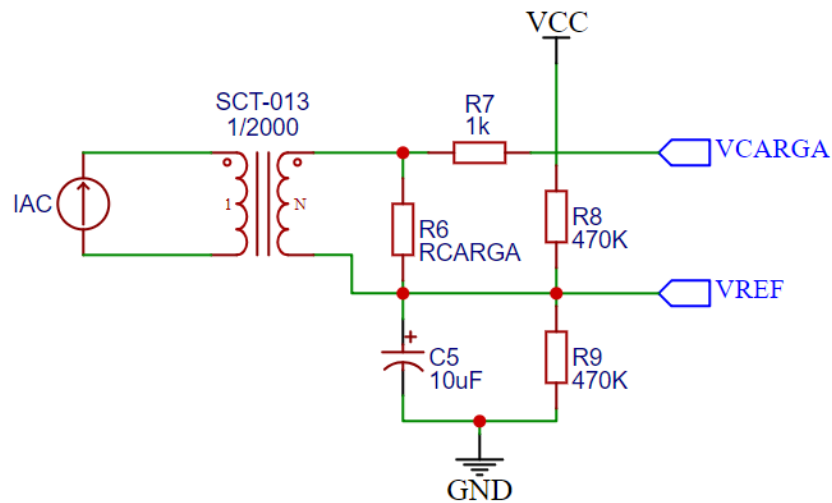 VCC
SCT-013
1/2000
R7
1k
VCARGA
IAC
1
N
R6
RCARGA
R8
470K
VREF
+
C5
10uF
R9
470K
GND